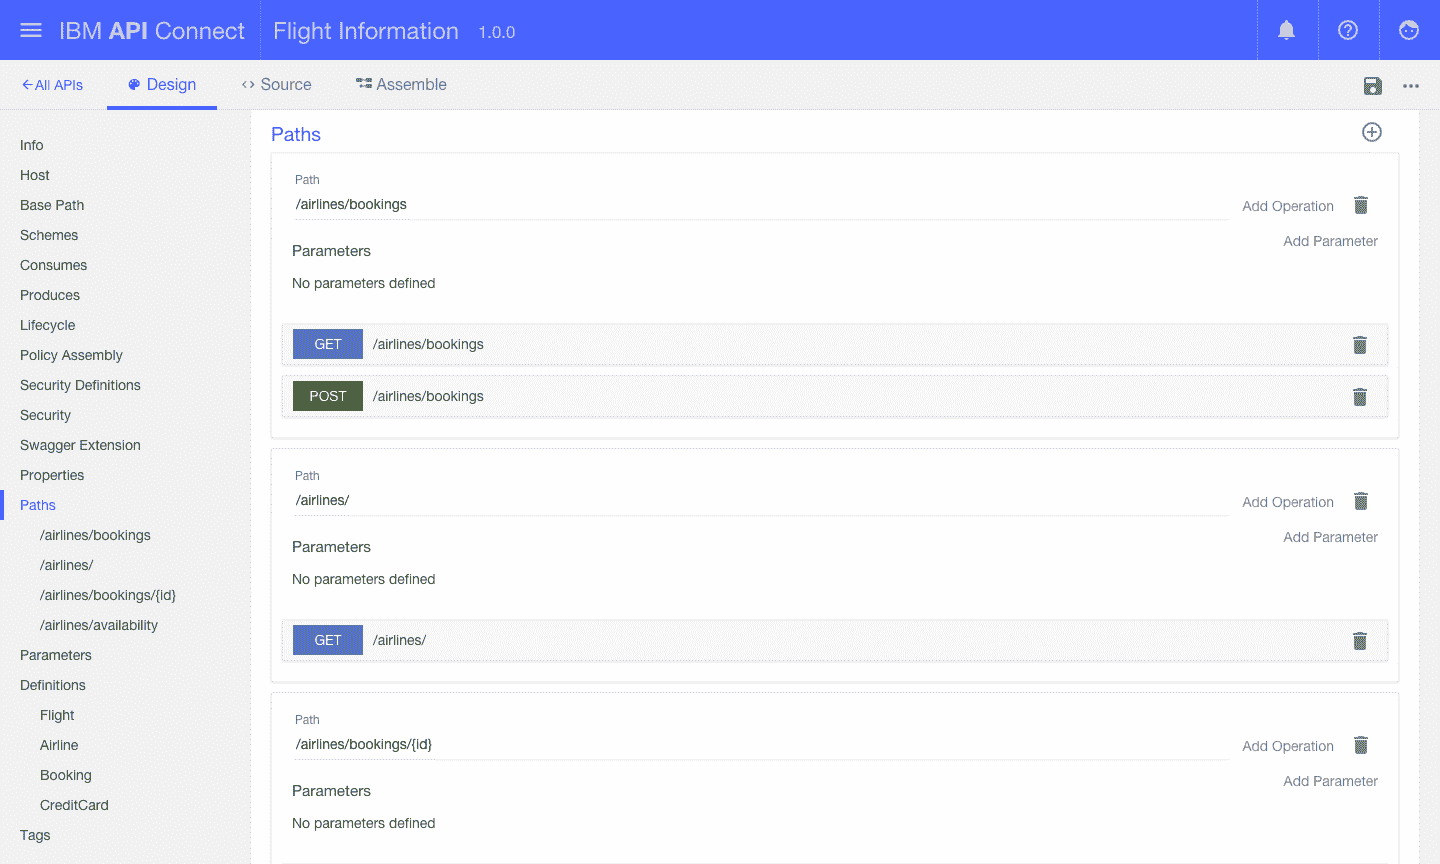 IBM API Connect Flight Information 1.0.0
All APIs Design Source Assemble
Info
Host
Base Path
Schemes
Consumes
Produces
Lifecycle
Policy Assembly
Security Definitions
Security
Swagger Extension
Properties
Paths
/airlines/bookings
/airlines/
/airlines/bookings/{id}
/airlines/availability
Parameters
Definitions
Flight
Airline
Booking
CreditCard
Tags
Paths
Path
/airlines/bookings
Add Operation
Add Parameter
Parameters
No parameters defined
GET /airlines/bookings
POST /airlines/bookings
Path
/airlines/
Add Operation
Add Parameter
Parameters
No parameters defined
GET /airlines/
Path
/airlines/bookings/{id}
Add Operation
Add Parameter
Parameters
No parameters defined